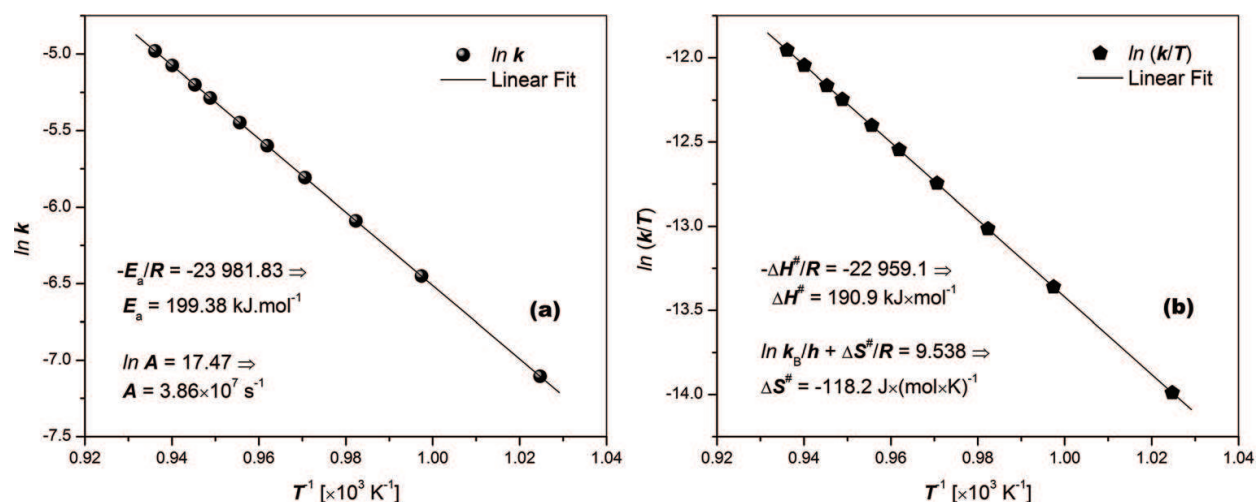 ln k
Linear Fit
-E_a/R = -23 981.83 ⇒
E_a = 199.38 kJ.mol⁻¹
(a)
ln A = 17.47 ⇒
A = 3.86×10⁷ s⁻¹
-5.0
-5.5
-6.0
-6.5
-7.0
-7.5
ln k
0.92 0.94 0.96 0.98 1.00 1.02 1.04
T⁻¹ [×10³ K⁻¹]
ln (k/T)
Linear Fit
-ΔH^#/R = -22 959.1 ⇒
ΔH^# = 190.9 kJ×mol⁻¹
(b)
ln k_B/h + ΔS^#/R = 9.538 ⇒
ΔS^# = -118.2 J×(mol×K)⁻¹
-12.0
-12.5
-13.0
-13.5
-14.0
ln (k/T)
0.92 0.94 0.96 0.98 1.00 1.02 1.04
T⁻¹ [×10³ K⁻¹]